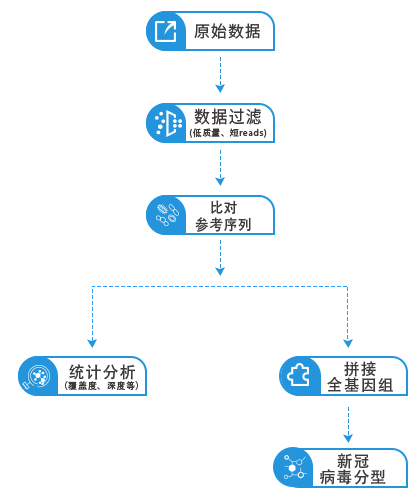 原始数据
数据过滤
(低质量、短reads)
比对
参考序列
统计分析
(覆盖度、深度等)
拼接
全基因组
新冠
病毒分型